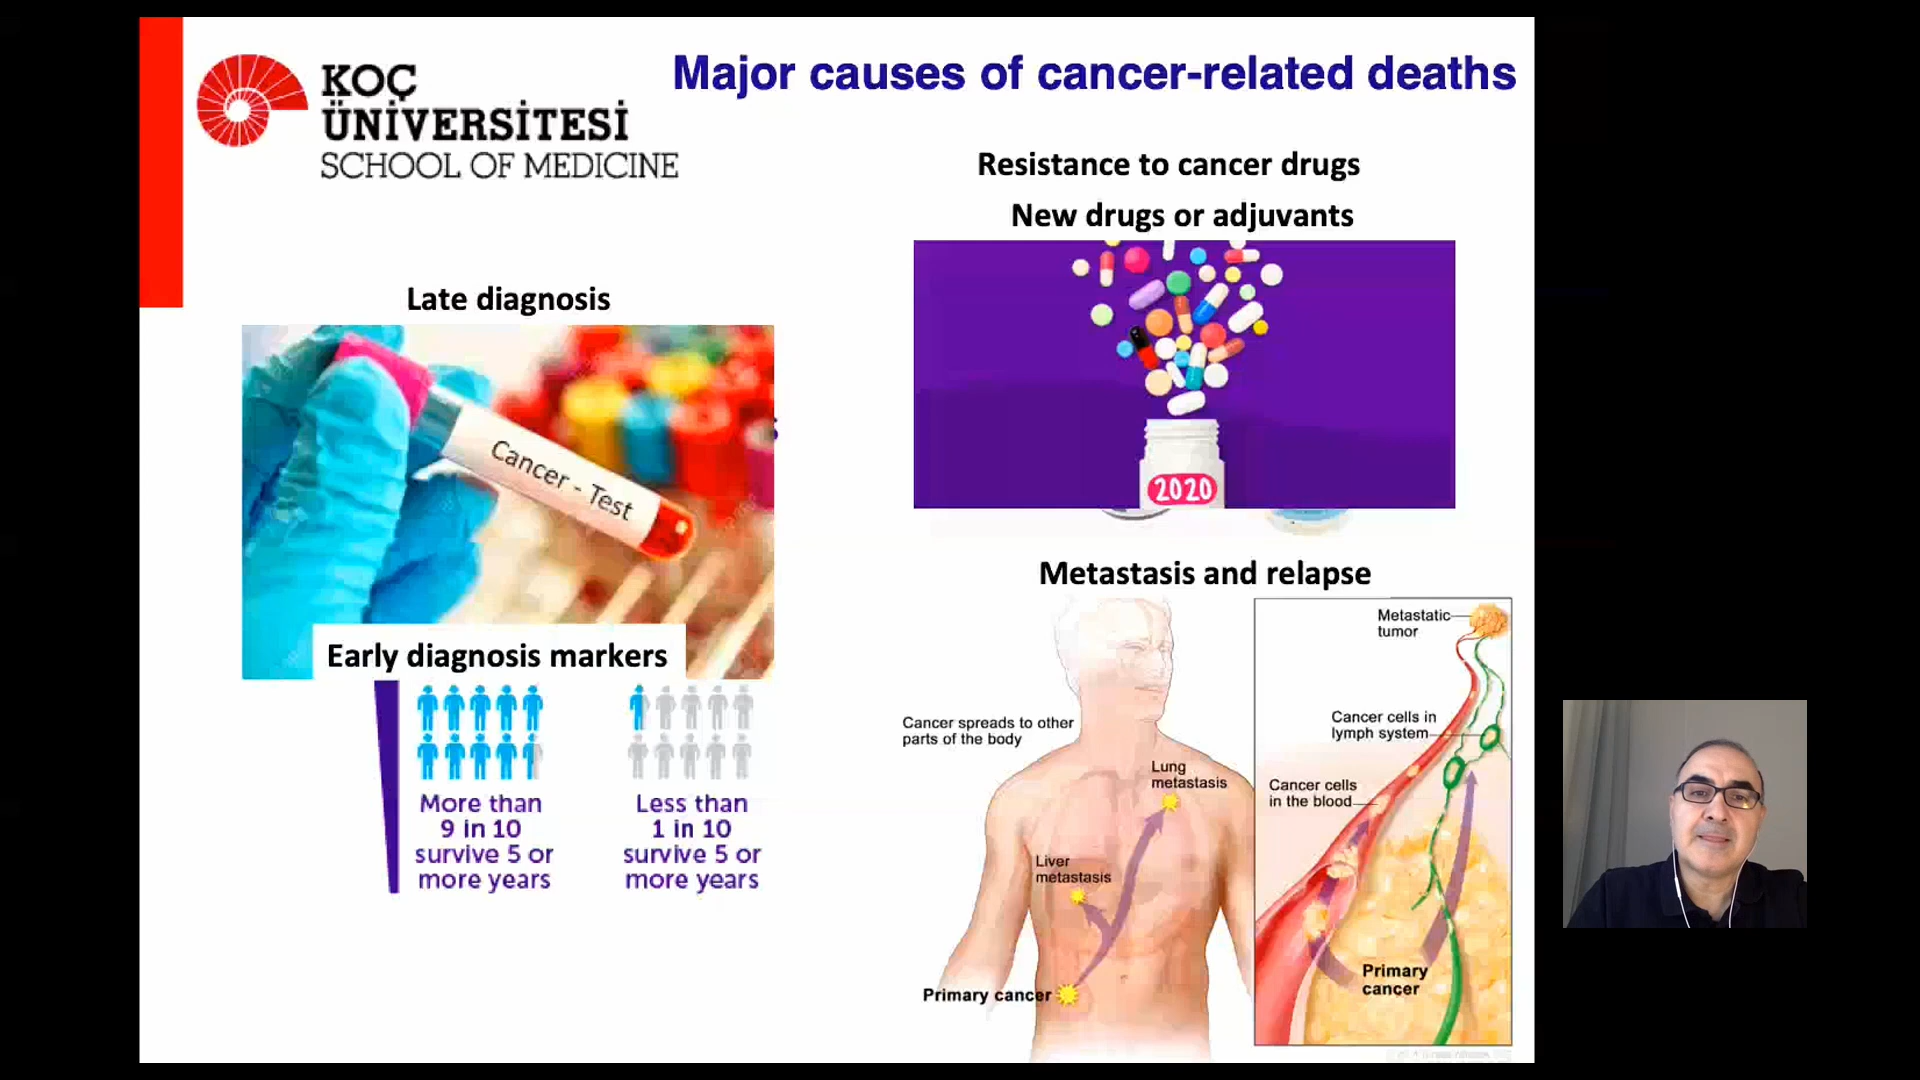 KOÇ
ÜNİVERSİTESİ
SCHOOL OF MEDICINE
Major causes of cancer-related deaths
Late diagnosis
Cancer - Test
Early diagnosis markers
More than
9 in 10
survive 5 or
more years
Less than
1 in 10
survive 5 or
more years
Resistance to cancer drugs
New drugs or adjuvants
2020
Metastasis and relapse
Cancer spreads to other
parts of the body
Lung
metastasis
Liver
metastasis
Primary cancer
Metastatic
tumor
Cancer cells in
lymph system
Cancer cells
in the blood
Primary
cancer